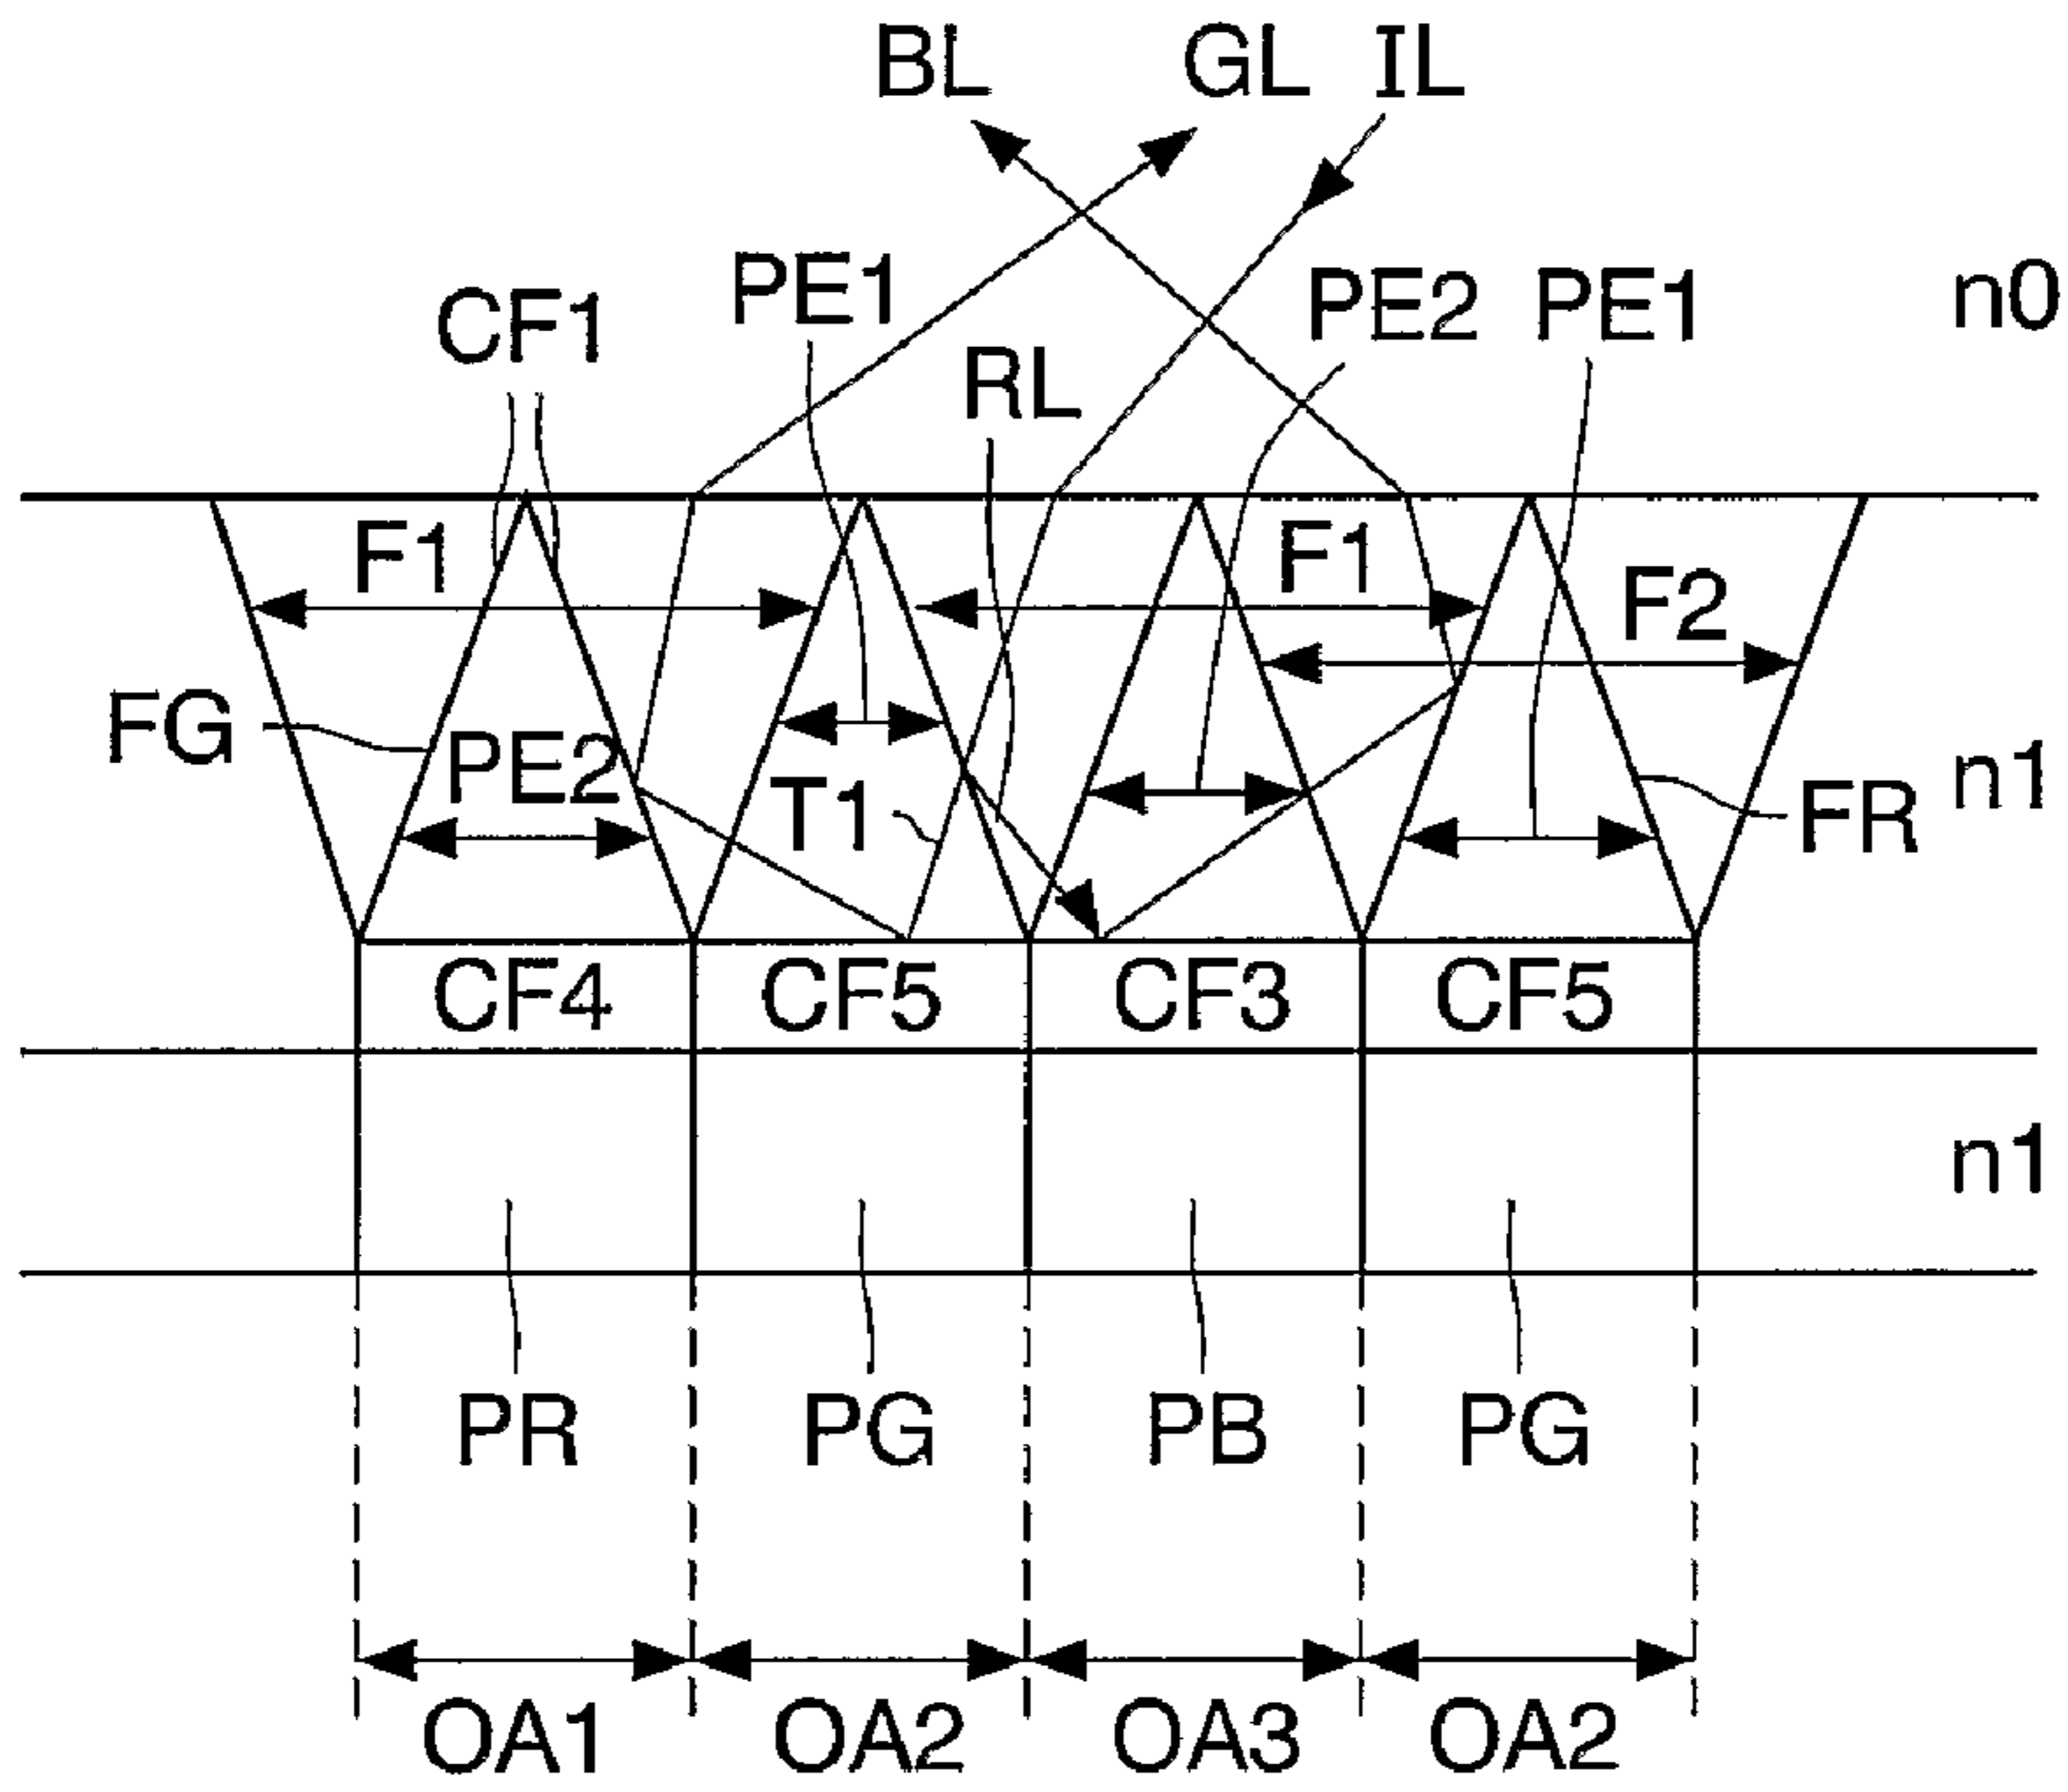 BL GL IL
PE1 PE2 PE1 n0
CF1
RL
F1 F1 F2
FG PE2 T1 FR n1
CF4 CF5 CF3 CF5
n1
PR PG PB PG
OA1 OA2 OA3 OA2